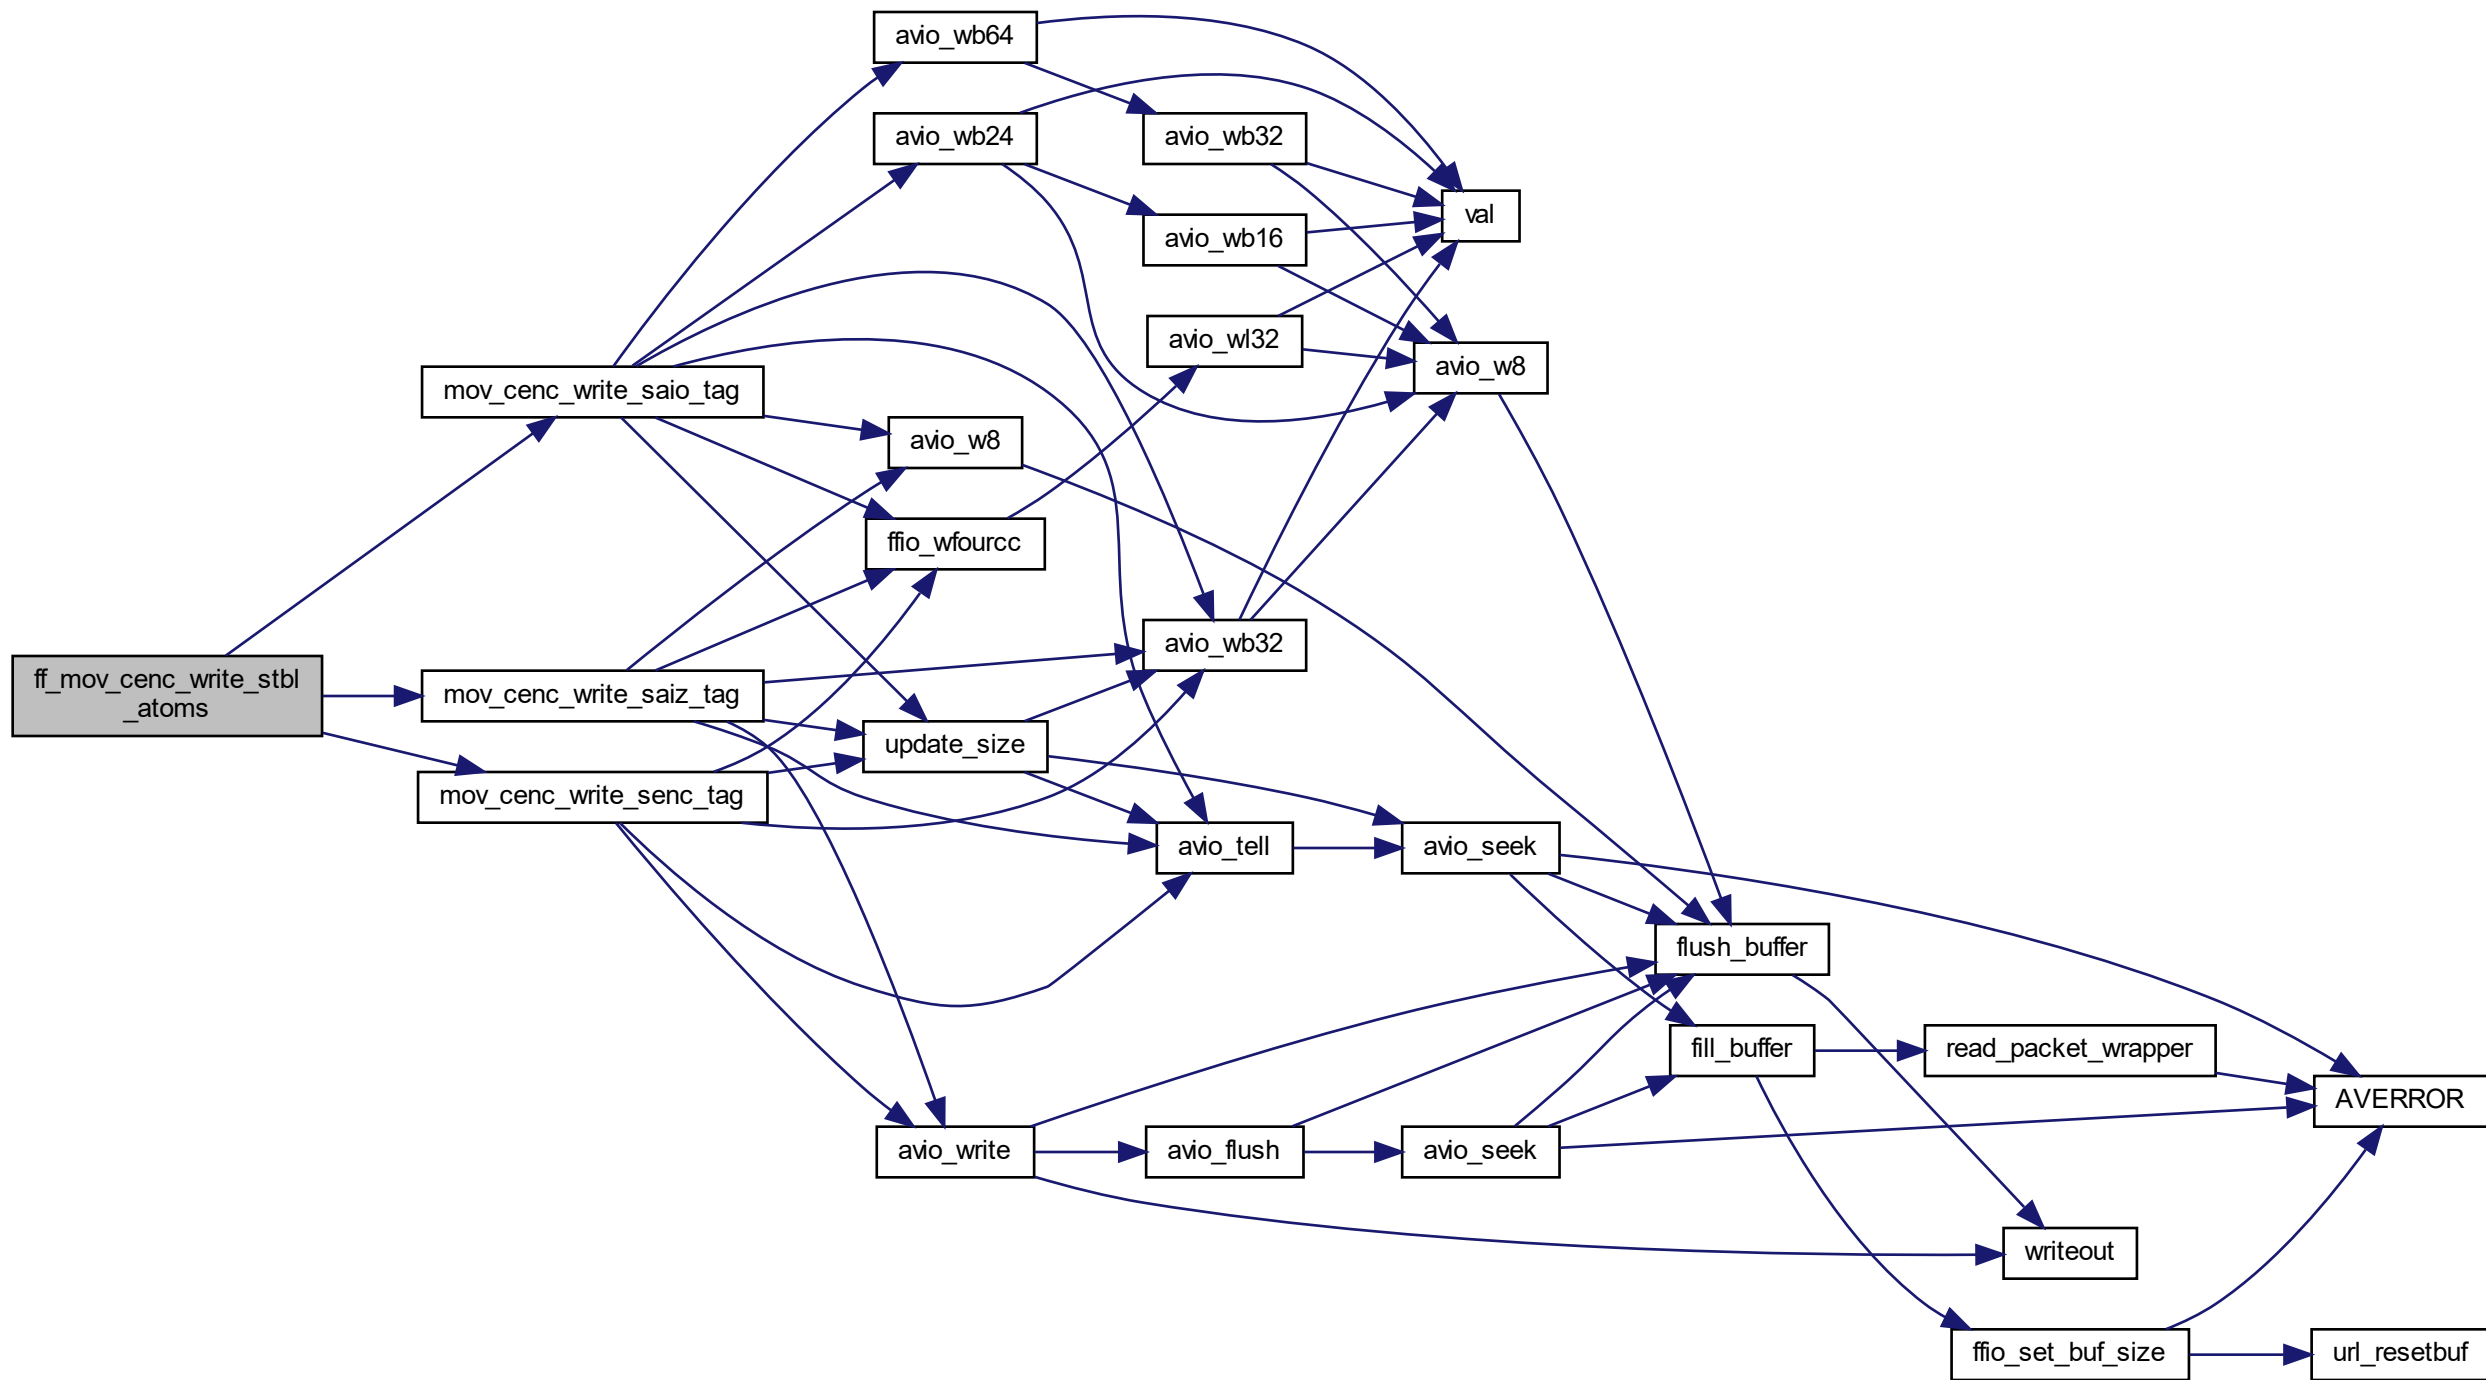 avio_wb64
avio_wb24
avio_wb32
val
avio_wb16
avio_wl32
avio_w8
mov_cenc_write_saio_tag
avio_w8
ffio_wfourcc
avio_wb32
ff_mov_cenc_write_stbl
_atoms
mov_cenc_write_saiz_tag
update_size
mov_cenc_write_senc_tag
avio_tell
avio_seek
flush_buffer
fill_buffer
read_packet_wrapper
AVERROR
avio_write
avio_flush
avio_seek
writeout
ffio_set_buf_size
url_resetbuf